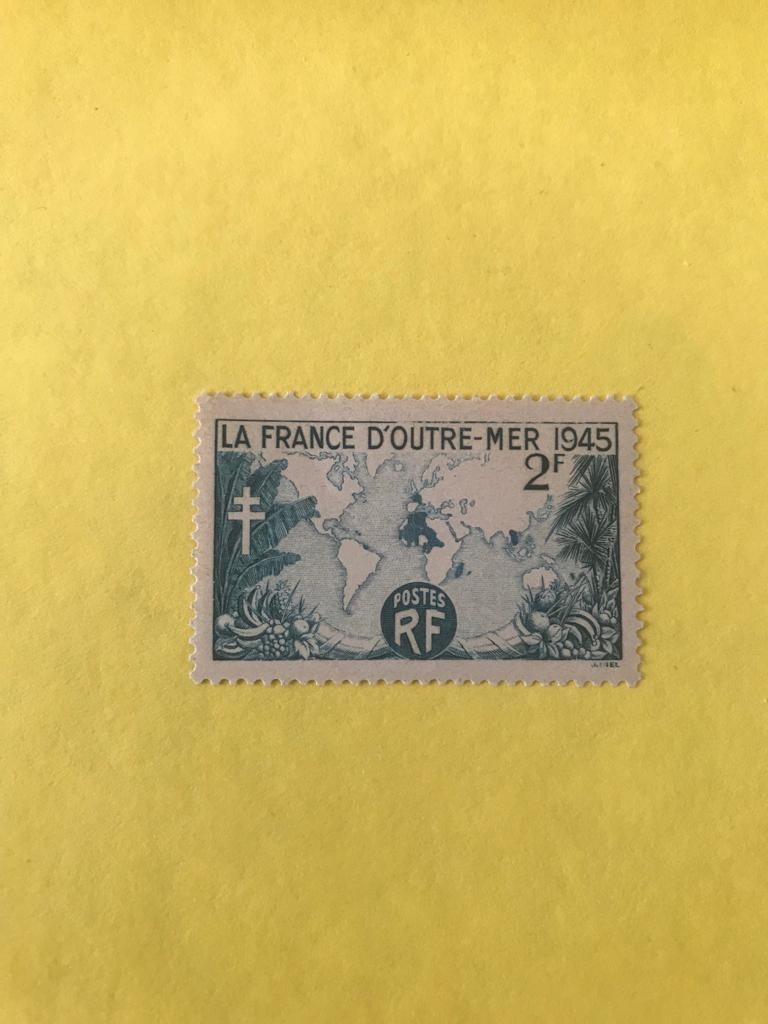 LA FRANCE D'OUTRE-MER 1945
2F
POSTES
RF